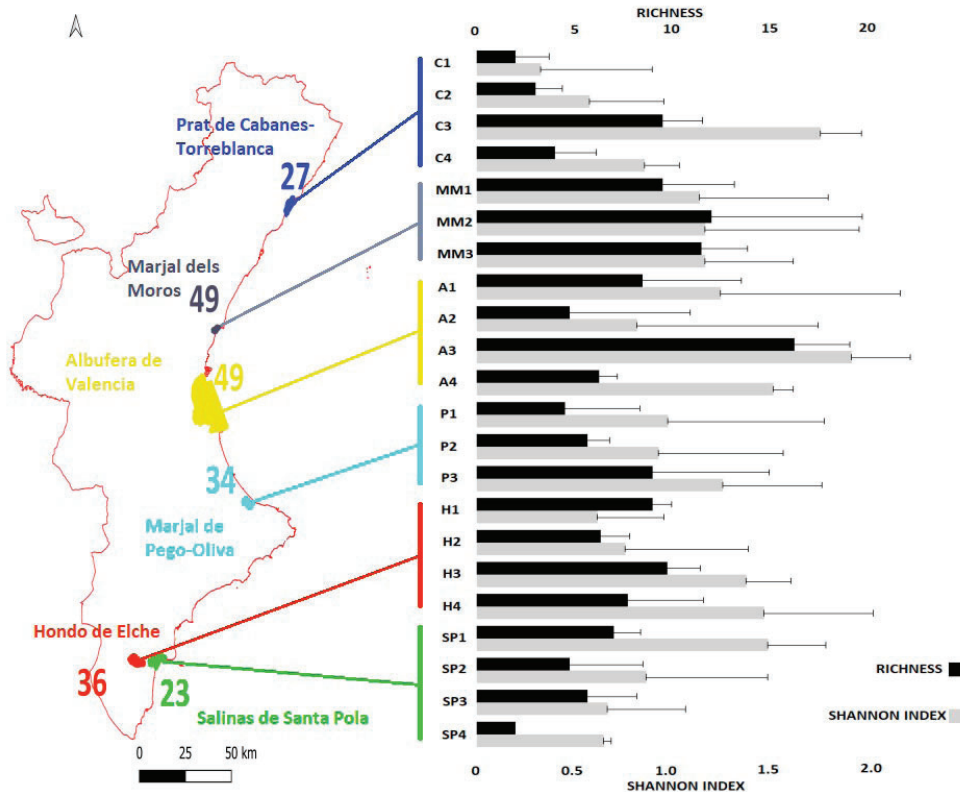 Prat de Cabanes-
Torreblanca
27
Marjal dels
Moros
49
Albufera de
Valencia
49
34
Marjal de
Pego-Oliva
Hondo de Elche
36
23
Salinas de Santa Pola
0 25 50 km
RICHNESS
0 5 10 15 20
C1
C2
C3
C4
MM1
MM2
MM3
A1
A2
A3
A4
P1
P2
P3
H1
H2
H3
H4
SP1
SP2
SP3
SP4
RICHNESS
SHANNON INDEX
0 0.5 1.0 1.5 2.0
SHANNON INDEX